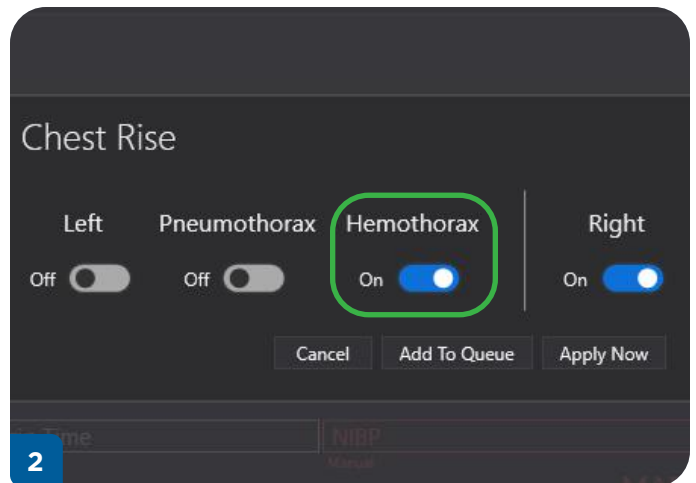 Chest Rise
Left Pneumothorax Hemothorax Right
Off Off On On
Cancel Add To Queue Apply Now
Time NIBP
Manual
2